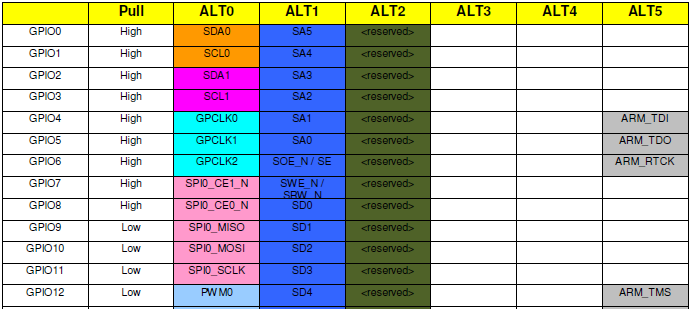 Pull ALT0 ALT1 ALT2 ALT3 ALT4 ALT5
GPIO0 High SDA0 SA5 <reserved>
GPIO1 High SCL0 SA4 <reserved>
GPIO2 High SDA1 SA3 <reserved>
GPIO3 High SCL1 SA2 <reserved>
GPIO4 High GPCLK0 SA1 <reserved> ARM_TDI
GPIO5 High GPCLK1 SA0 <reserved> ARM_TDO
GPIO6 High GPCLK2 SOE_N / SE <reserved> ARM_RTCK
GPIO7 High SPI0_CE1_N SWE_N / <reserved>
SRW_N
GPIO8 High SPI0_CE0_N SD0 <reserved>
GPIO9 Low SPI0_MISO SD1 <reserved>
GPIO10 Low SPI0_MOSI SD2 <reserved>
GPIO11 Low SPI0_SCLK SD3 <reserved>
GPIO12 Low PWM0 SD4 <reserved> ARM_TMS